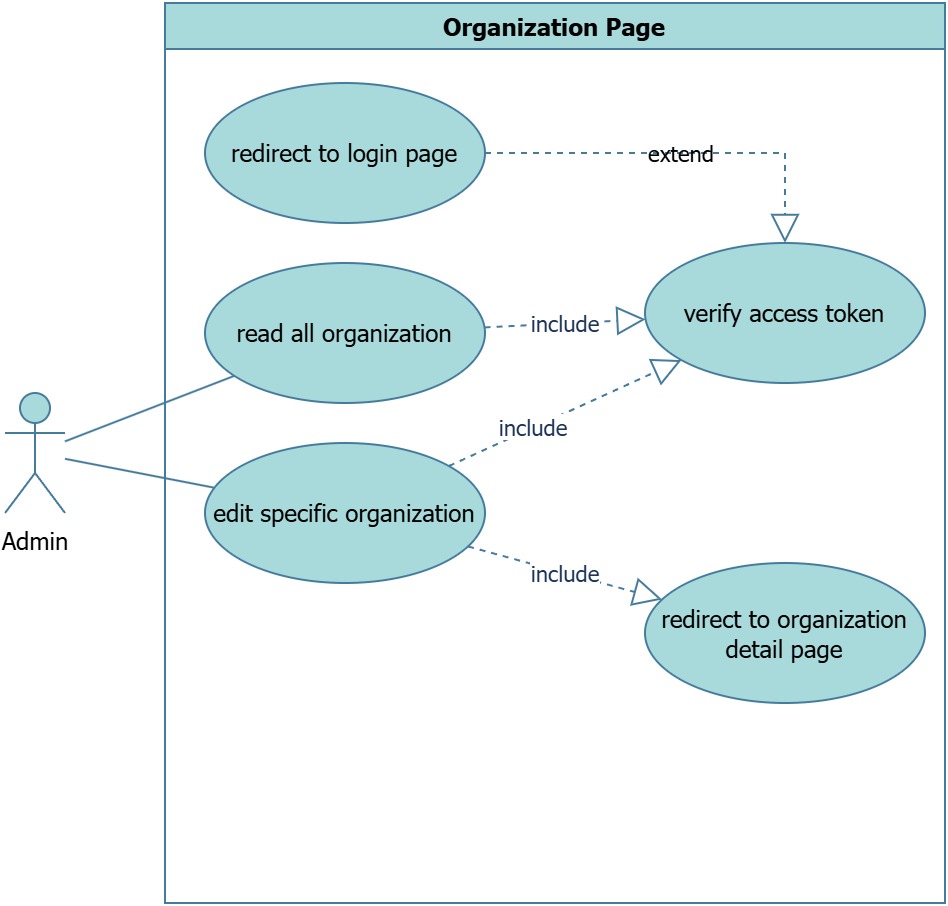 Organization Page
redirect to login page
extend
verify access token
read all organization
include
include
Admin
edit specific organization
include
redirect to organization
detail page